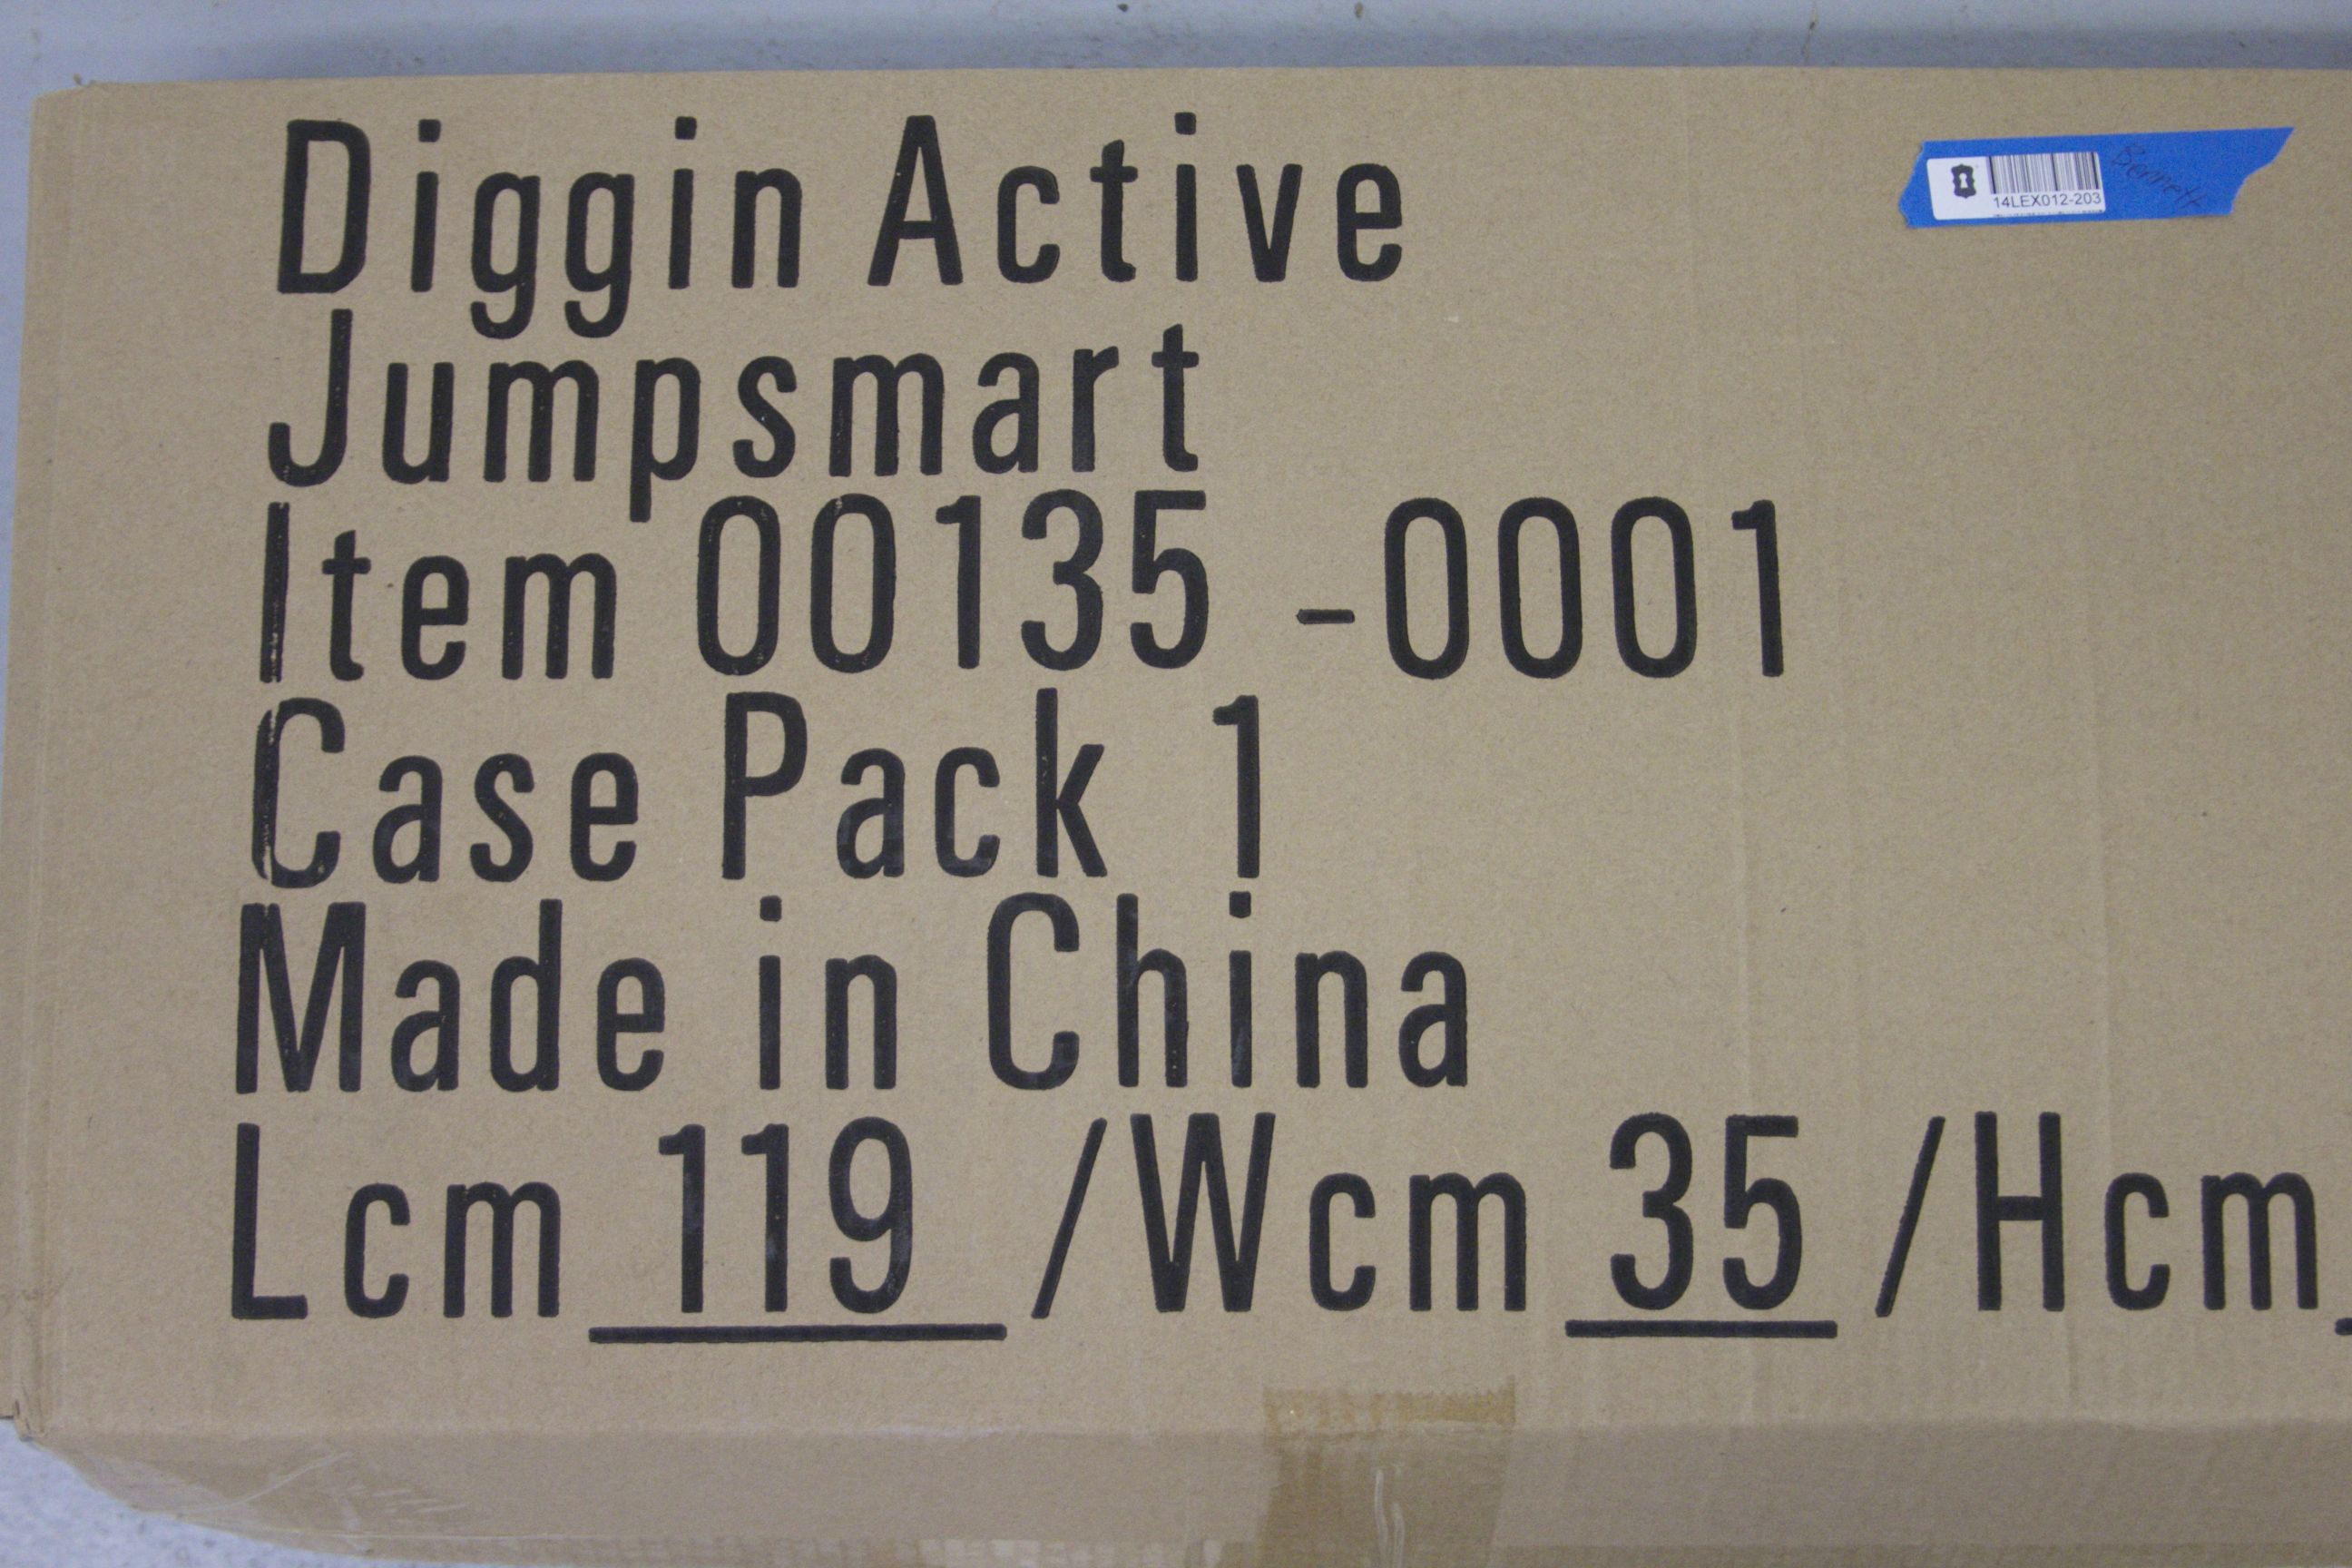 Diggin Active
14LEX012-203
Bennett
Jumpsmart
Item 00135 -0001
Case Pack 1
Made in China
Lcm 119 /Wcm 35 /Hcm